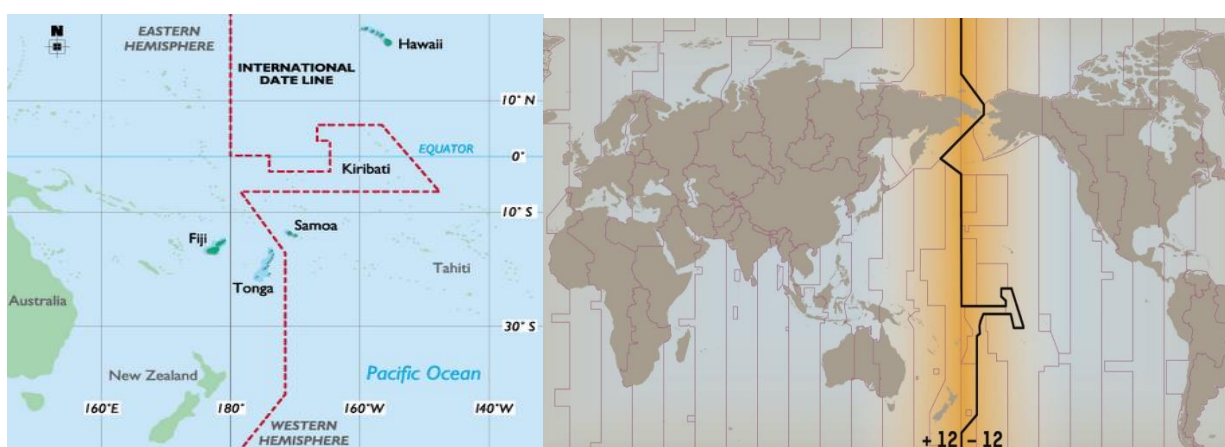 N
EASTERN
HEMISPHERE
Hawaii
INTERNATIONAL
DATE LINE
10° N
EQUATOR
0°
Kiribati
10° S
Samoa
Fiji
Tahiti
Tonga
Australia
30° S
New Zealand
Pacific Ocean
160°E
180°
160°W
140°W
WESTERN
HEMISPHERE
+ 12 - 12